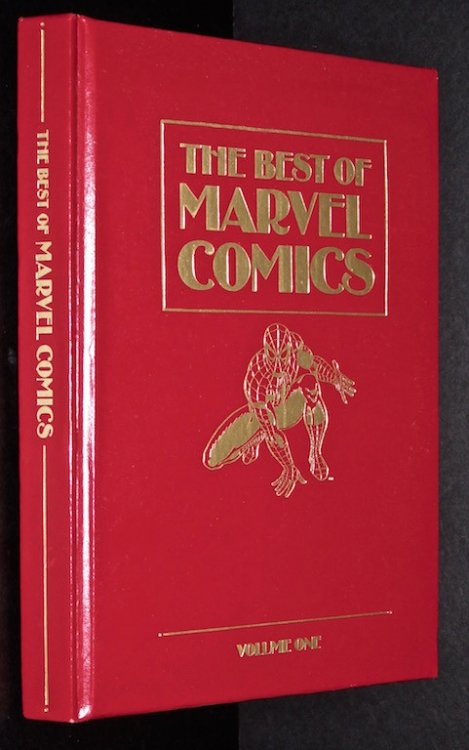 THE BEST OF MARVEL COMICS
THE BEST OF
MARVEL
COMICS
VOLUME ONE